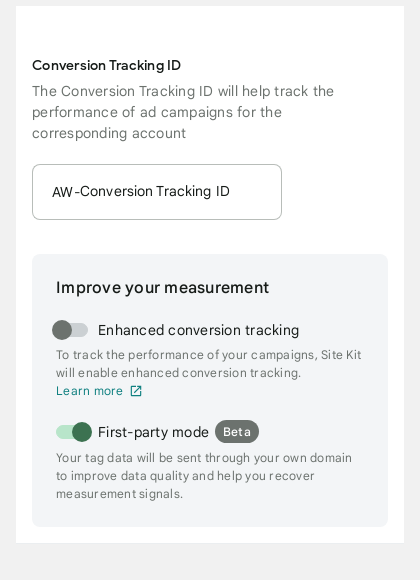 Conversion Tracking ID
The Conversion Tracking ID will help track the
performance of ad campaigns for the
corresponding account
AW-Conversion Tracking ID
Improve your measurement
Enhanced conversion tracking
To track the performance of your campaigns, Site Kit
will enable enhanced conversion tracking.
Learn more
First-party mode Beta
Your tag data will be sent through your own domain
to improve data quality and help you recover
measurement signals.